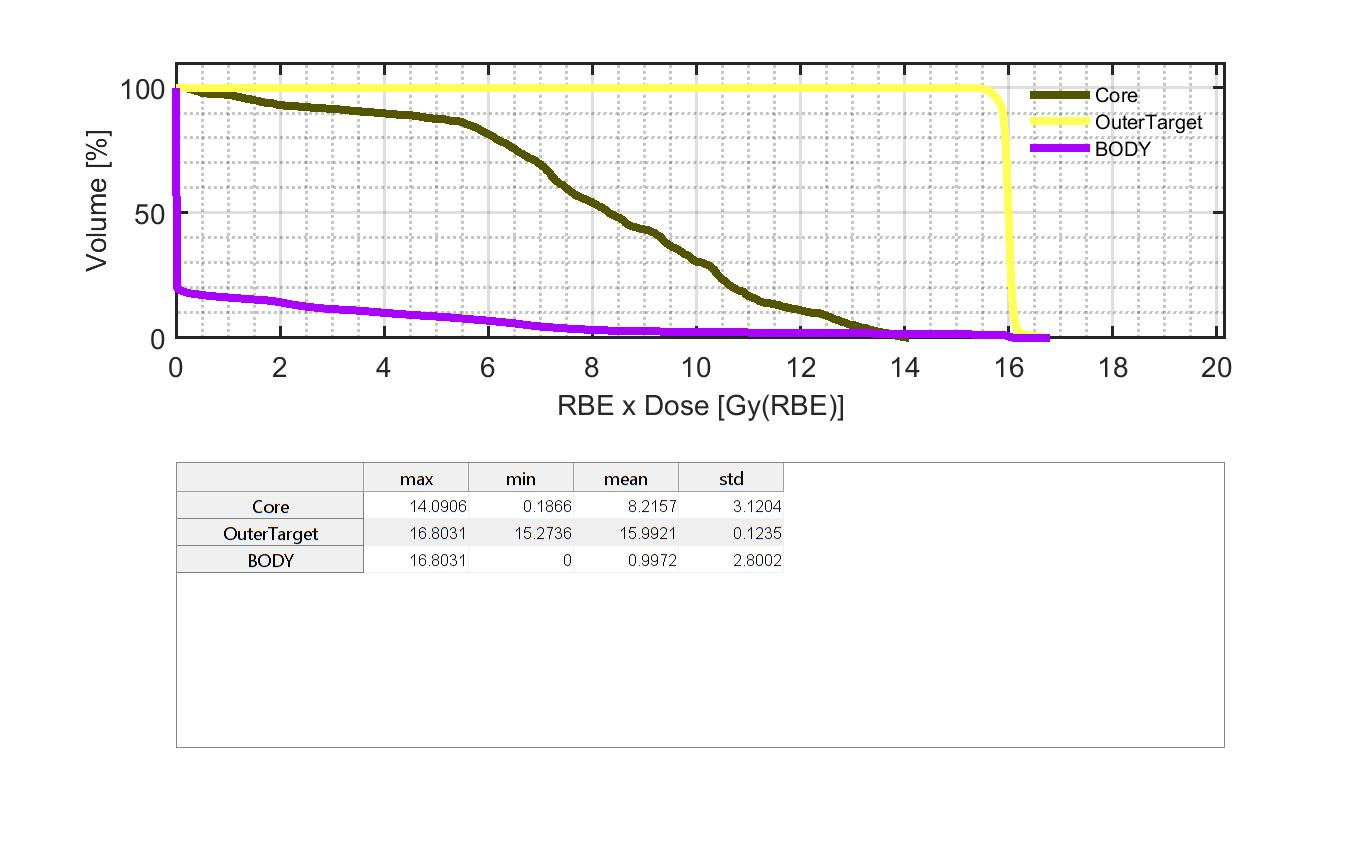 100
50
0
Volume [%]
Core
OuterTarget
BODY
0 2 4 6 8 10 12 14 16 18 20
RBE x Dose [Gy(RBE)]
max min mean std
Core 14.0906 0.1866 8.2157 3.1204
OuterTarget 16.8031 15.2736 15.9921 0.1235
BODY 16.8031 0 0.9972 2.8002